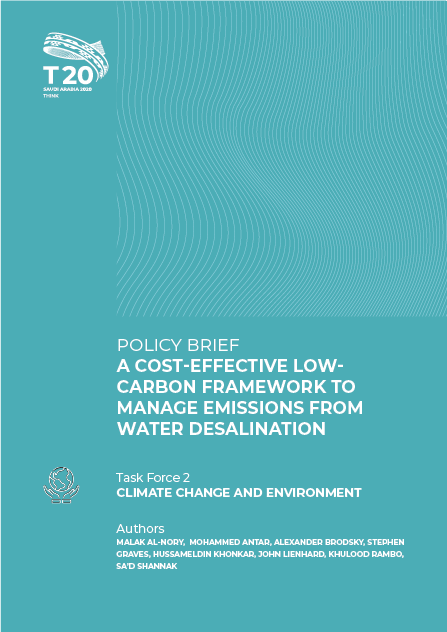 T20
SAUDI ARABIA 2020
THINK
POLICY BRIEF
A COST-EFFECTIVE LOW-
CARBON FRAMEWORK TO
MANAGE EMISSIONS FROM
WATER DESALINATION
Task Force 2
CLIMATE CHANGE AND ENVIRONMENT
Authors
MALAK AL-NORY, MOHAMMED ANTAR, ALEXANDER BRODSKY, STEPHEN
GRAVES, HUSSAMELDIN KHONKAR, JOHN LIENHARD, KHULOOD RAMBO,
SA'D SHANNAK